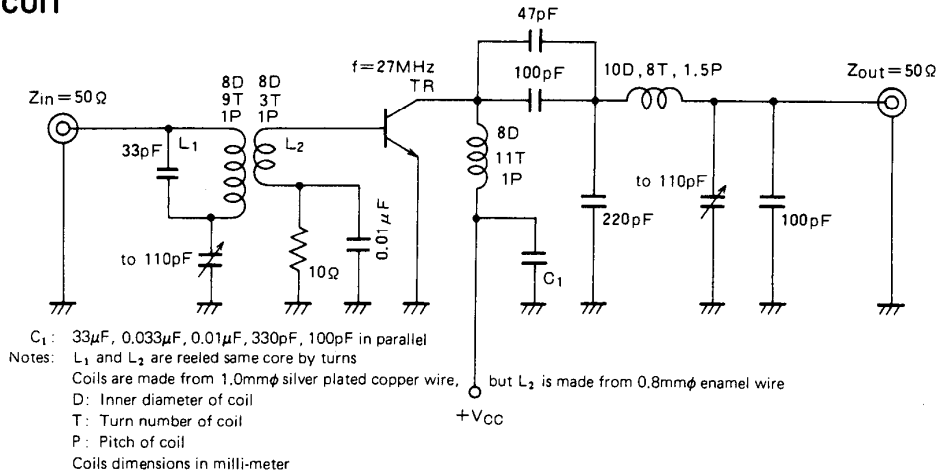 CUIT
47pF
f=27MHz
TR
100pF
10D, 8T, 1.5P
Zin=50Ω
Zout=50Ω
8D
9T
1P
8D
3T
1P
L1
L2
33pF
8D
11T
1P
to 110pF
to 110pF
10Ω
0.01μF
C1
220pF
100pF
C1: 33μF, 0.033μF, 0.01μF, 330pF, 100pF in parallel
Notes: L1 and L2 are reeled same core by turns
Coils are made from 1.0mmφ silver plated copper wire, but L2 is made from 0.8mmφ enamel wire
D: Inner diameter of coil
T: Turn number of coil
P: Pitch of coil
Coils dimensions in milli-meter
+VCC